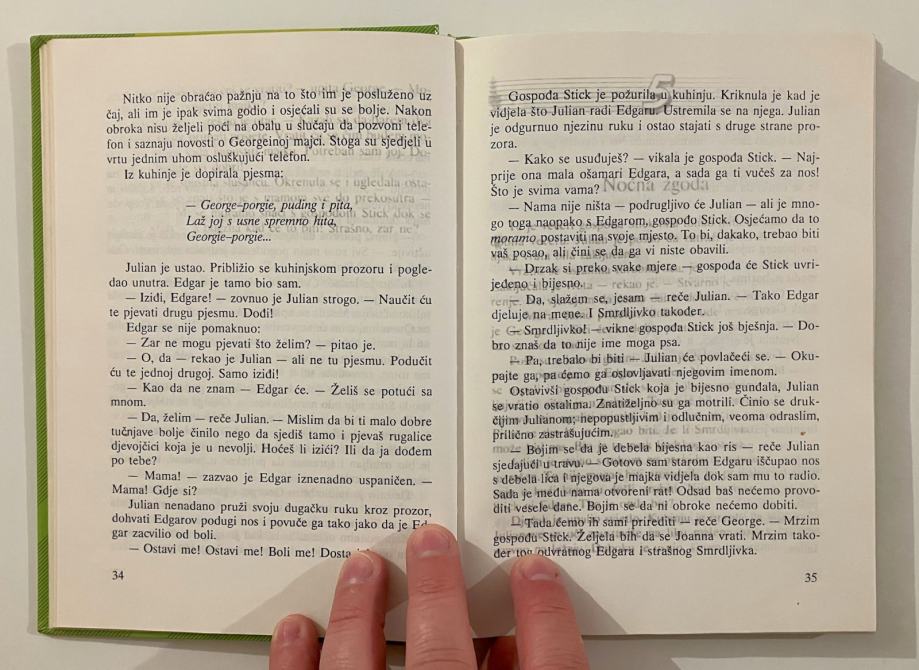 Nitko nije obraćao pažnju na to što im je posluženo uz
čaj, ali im je ipak svima godio i osjećali su se bolje. Nakon
obroka nisu željeli poći na obalu u slučaju da pozvoni tele-
fon i saznaju novosti o Georgeinoj majci. Stoga su sjedjeli u
vrtu jednim uhom osluškujući telefon.
Iz kuhinje je dopirala pjesma:
— George–porgie, puding i pita,
Laž joj s usne spremno hita,
Georgie–porgie...
Julian je ustao. Približio se kuhinjskom prozoru i pogle-
dao unutra. Edgar je tamo bio sam.
— Iziđi, Edgare! — zovnuo je Julian strogo. — Naučit ću
te pjevati drugu pjesmu. Dođi!
Edgar se nije pomaknuo:
— Zar ne mogu pjevati što želim? — pitao je.
— O, da — rekao je Julian — ali ne tu pjesmu. Podučit
ću te jednoj drugoj. Samo iziđi!
— Kao da ne znam — Edgar će. — Želiš se potući sa
mnom.
— Da, želim — reče Julian. — Mislim da bi ti malo dobre
tučnjave bolje činilo nego da sjediš tamo i pjevaš rugalice
djevojčici koja je u nevolji. Hoćeš li izići? Ili da ja dođem
po tebe?
— Mama! — zazvao je Edgar iznenadno uspaničen. —
Mama! Gdje si?
Julian nenadano pruži svoju dugačku ruku kroz prozor,
dohvati Edgarov podugi nos i povuče ga tako jako da je Ed-
gar zacvilio od boli.
— Ostavi me! Ostavi me! Boli me!
34
Gospođa Stick je požurila u kuhinju. Kriknula je kad je
vidjela što Julian radi Edgaru. Ustremila se na njega. Julian
je odgurnuo njezinu ruku i ostao stajati s druge strane pro-
zora.
— Kako se usuđuješ? — vikala je gospođa Stick. — Naj-
prije ona mala ošamari Edgara, a sada ga ti vučeš za nos!
Što je svima vama?
— Nama nije ništa — podrugljivo će Julian — ali je mno-
go toga naopako s Edgarom, gospođo Stick. Osjećamo da to
moramo postaviti na svoje mjesto. To bi, dakako, trebao biti
vaš posao, ali čini se da ga vi niste obavili.
— Drzak si preko svake mjere — gospođa će Stick uvri-
jeđeno i bijesno.
— Da, slažem se, jesam — reče Julian. — Tako Edgar
djeluje na mene. I Smrdljivko također.
— Smrdljivko! — vikne gospođa Stick još bješnja. — Do-
bro znaš da to nije ime moga psa.
— Pa, trebalo bi biti — Julian će povlačeći se. — Oku-
pajte ga, pa ćemo ga oslovljavati njegovim imenom.
Ostavivši gospođu Stick koja je bijesno gunđala, Julian
se vratio ostalima. Znatiželjno su ga motrili. Činio se druk-
čijim Julianom; nepopustljivim i odlučnim, veoma odraslim,
prilično zastrašujućim.
— Bojim se da je debela bijesna kao ris — reče Julian
sjedajući u travu. — Gotovo sam starom Edgaru iščupao nos
s debela lica i njegova je majka vidjela dok sam mu to radio.
Sada je među nama otvoreni rat! Odsad baš nećemo provo-
diti vesele dane. Bojim se da ni obroke nećemo dobiti.
— Tada ćemo ih sami prirediti — reče George. — Mrzim
gospođu Stick. Željela bih da se Joanna vrati. Mrzim tako-
đer tog odvratnog Edgara i strašnog Smrdljivka.
35